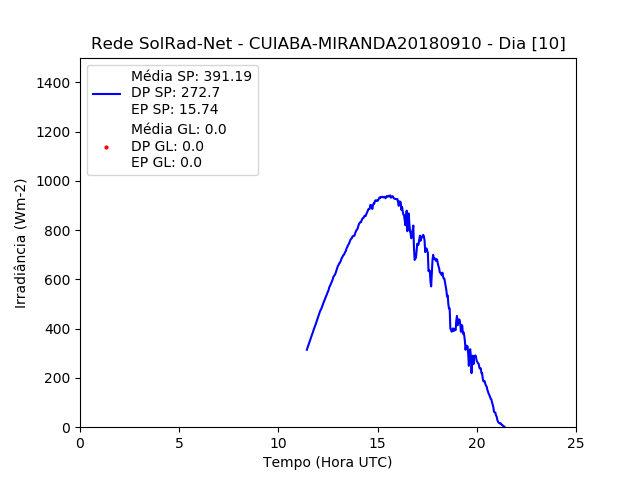 Rede SolRad-Net - CUIABA-MIRANDA20180910 - Dia [10]
Média SP: 391.19
DP SP: 272.7
EP SP: 15.74
Média GL: 0.0
DP GL: 0.0
EP GL: 0.0
Irradiância (Wm-2)
1400
1200
1000
800
600
400
200
0
0 5 10 15 20 25
Tempo (Hora UTC)